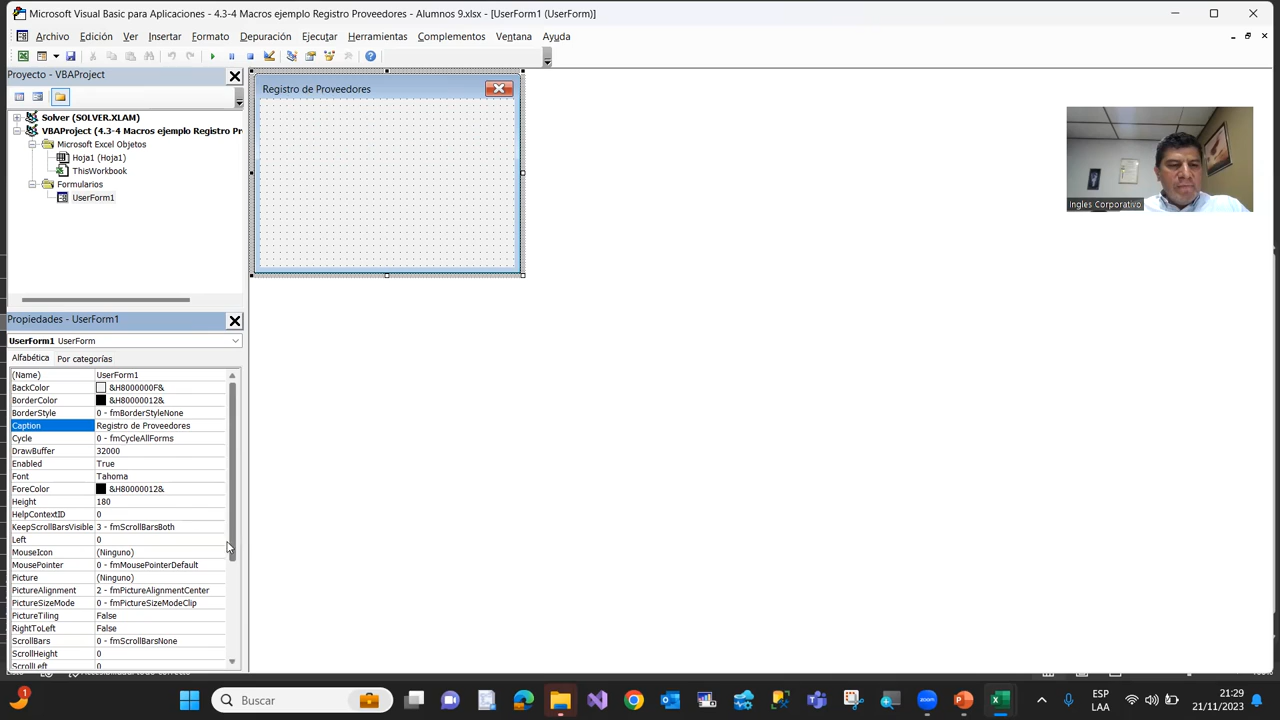 Microsoft Visual Basic para Aplicaciones - 4.3-4 Macros ejemplo Registro Proveedores - Alumnos 9.xlsx - [UserForm1 (UserForm)]
Archivo Edición Ver Insertar Formato Depuración Ejecutar Herramientas Complementos Ventana Ayuda
Proyecto - VBAProject
Solver (SOLVER.XLAM)
VBAProject (4.3-4 Macros ejemplo Registro Pr
Microsoft Excel Objetos
Hoja1 (Hoja1)
ThisWorkbook
Formularios
UserForm1
Registro de Proveedores
Ingles Corporativo
Propiedades - UserForm1
UserForm1 UserForm
Alfabética Por categorías
(Name) UserForm1
BackColor &H8000000F&
BorderColor &H80000012&
BorderStyle 0 - fmBorderStyleNone
Caption Registro de Proveedores
Cycle 0 - fmCycleAllForms
DrawBuffer 32000
Enabled True
Font Tahoma
ForeColor &H80000012&
Height 180
HelpContextID 0
KeepScrollBarsVisible 3 - fmScrollBarsBoth
Left 0
MouseIcon (Ninguno)
MousePointer 0 - fmMousePointerDefault
Picture (Ninguno)
PictureAlignment 2 - fmPictureAlignmentCenter
PictureSizeMode 0 - fmPictureSizeModeClip
PictureTiling False
RightToLeft False
ScrollBars 0 - fmScrollBarsNone
ScrollHeight 0
ScrollLeft 0
1
Buscar
ESP
LAA
21:29
21/11/2023